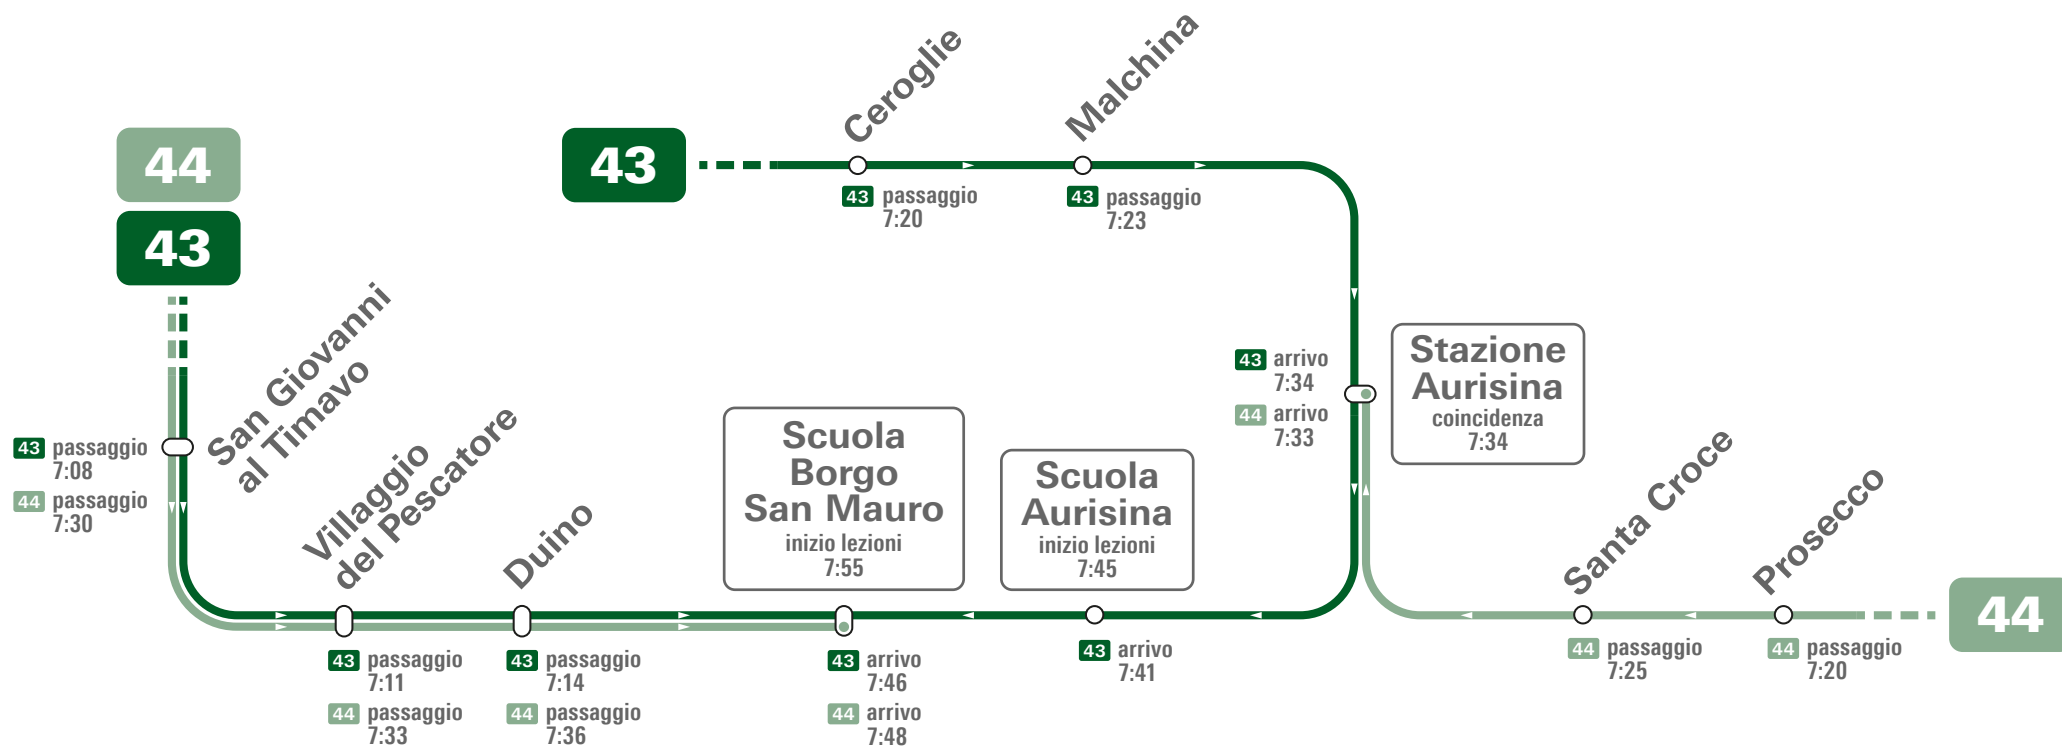 44
43
43
Ceroglie
43 passaggio
7:20
Malchina
43 passaggio
7:23
San Giovanni
al Timavo
43 passaggio
7:08
44 passaggio
7:30
Villaggio
del Pescatore
43 passaggio
7:11
44 passaggio
7:33
Duino
43 passaggio
7:14
44 passaggio
7:36
Scuola
Borgo
San Mauro
inizio lezioni
7:55
43 arrivo
7:46
44 arrivo
7:48
Scuola
Aurisina
inizio lezioni
7:45
43 arrivo
7:41
43 arrivo
7:34
44 arrivo
7:33
Stazione
Aurisina
coincidenza
7:34
Santa Croce
44 passaggio
7:25
Prosecco
44 passaggio
7:20
44